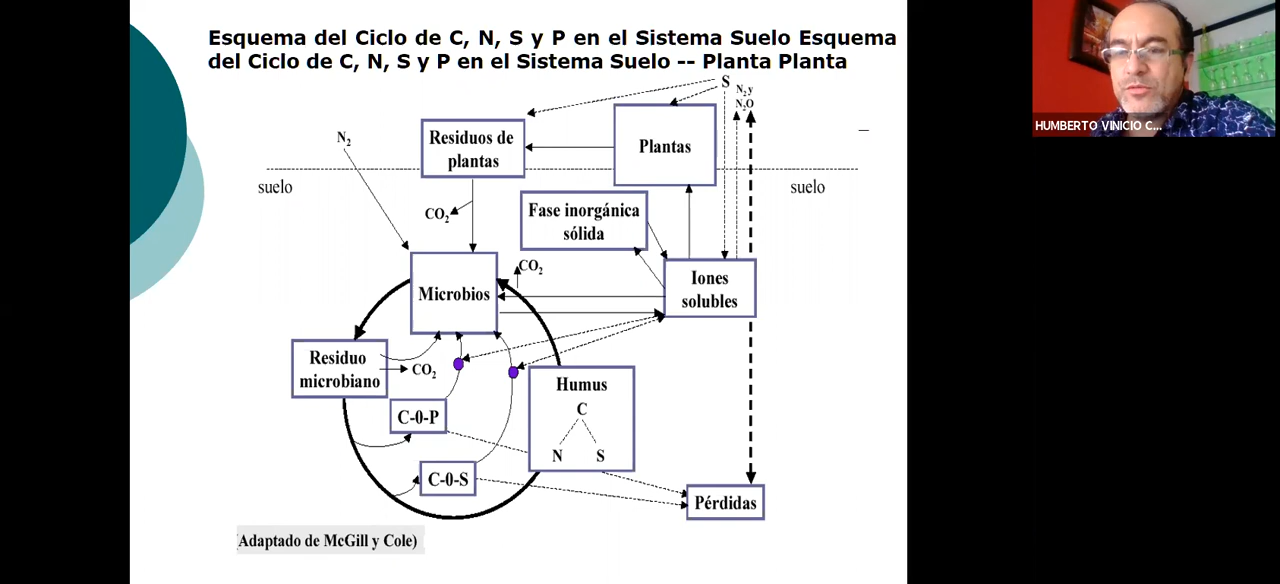 Esquema del Ciclo de C, N, S y P en el Sistema Suelo Esquema
del Ciclo de C, N, S y P en el Sistema Suelo -- Planta Planta
S
N₂ y
N₂O
HUMBERTO VINICIO C...
N₂
Residuos de
plantas
Plantas
suelo
suelo
CO₂
Fase inorgánica
sólida
CO₂
Microbios
Iones
solubles
Residuo
microbiano
CO₂
Humus
C
C-0-P
N S
C-0-S
Pérdidas
(Adaptado de McGill y Cole)